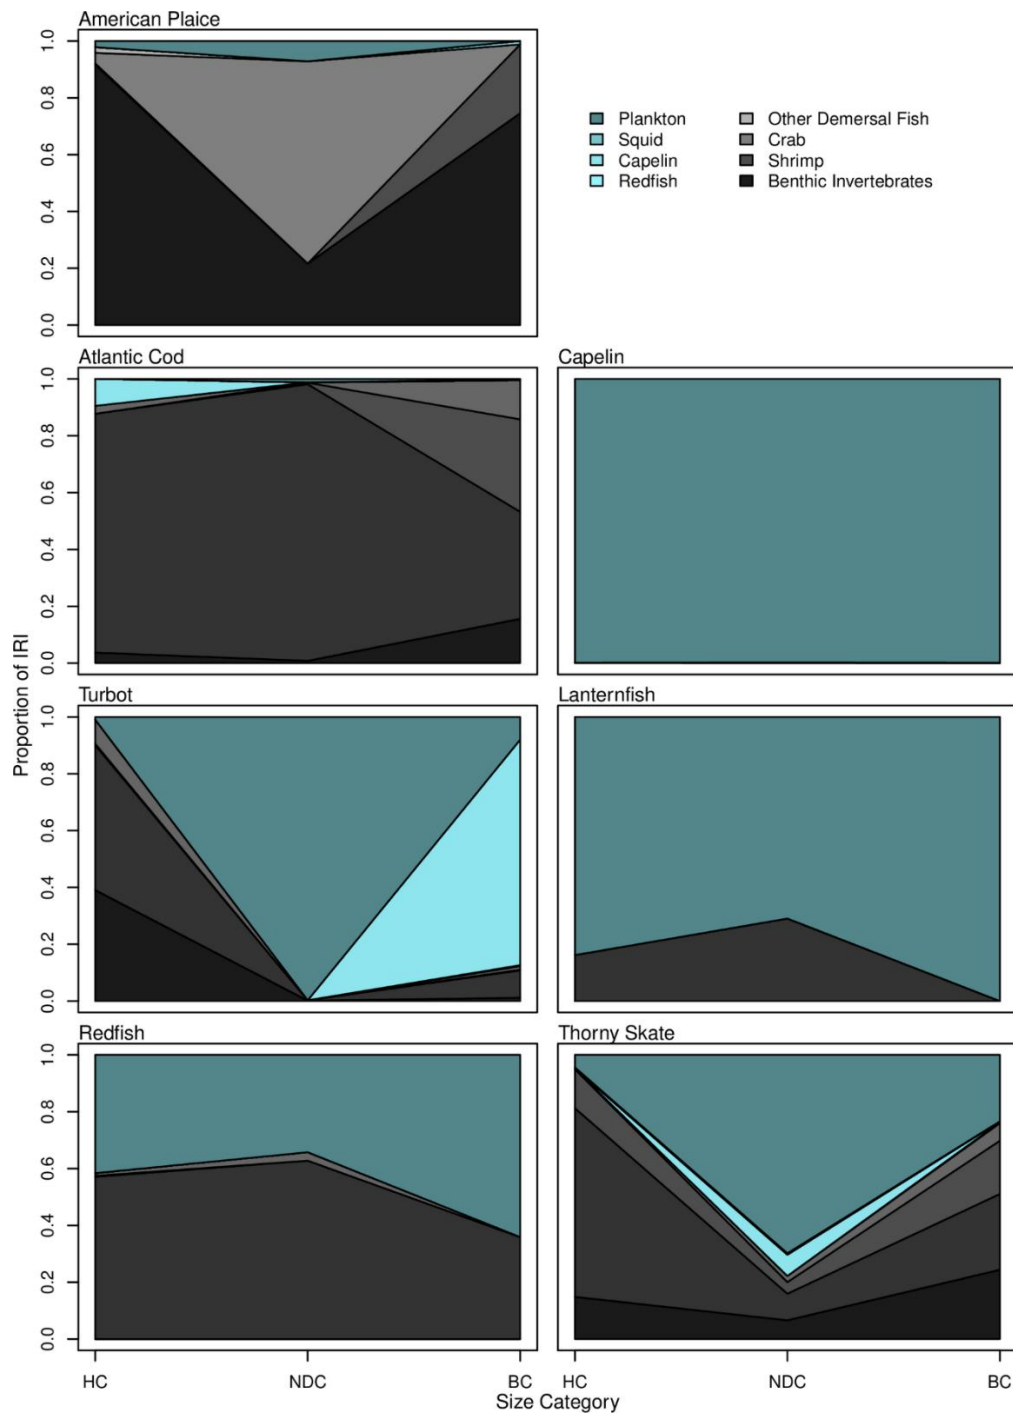 American Plaice
1.0
0.8
0.6
0.4
0.2
0.0
Plankton
Squid
Capelin
Redfish
Other Demersal Fish
Crab
Shrimp
Benthic Invertebrates
Atlantic Cod
1.0
0.8
0.6
0.4
0.2
0.0
Capelin
Proportion of IRI
Turbot
1.0
0.8
0.6
0.4
0.2
0.0
Lanternfish
Redfish
1.0
0.8
0.6
0.4
0.2
0.0
Thorny Skate
HC NDC BC
HC NDC BC
Size Category